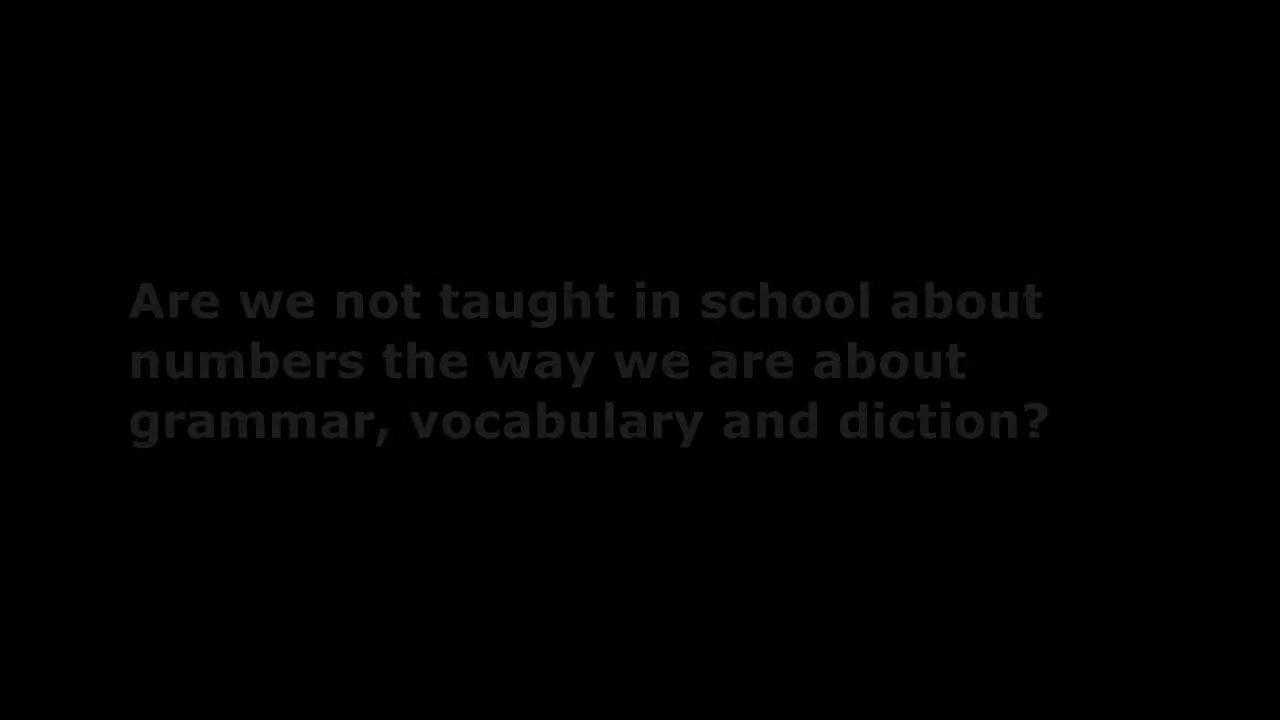 Are we not taught in school about
numbers the way we are about
grammar, vocabulary and diction?